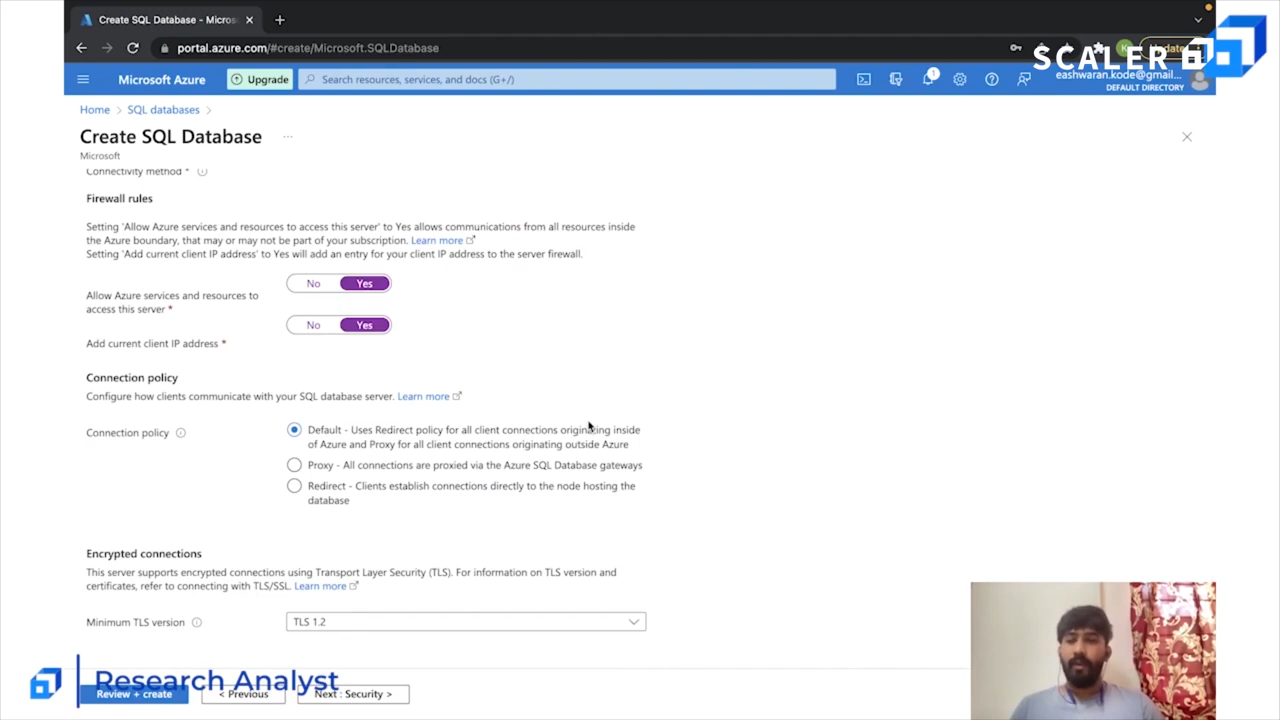 Create SQL Database - Micros
portal.azure.com/#create/Microsoft.SQLDatabase
SCALER
Microsoft Azure
Upgrade
Search resources, services, and docs (G+/)
1
eashwaran.kode@gmail...
DEFAULT DIRECTORY
Home > SQL databases >
Create SQL Database ...
Microsoft
Connectivity method *
Firewall rules
Setting 'Allow Azure services and resources to access this server' to Yes allows communications from all resources inside
the Azure boundary, that may or may not be part of your subscription. Learn more
Setting 'Add current client IP address' to Yes will add an entry for your client IP address to the server firewall.
No Yes
Allow Azure services and resources to
access this server *
No Yes
Add current client IP address *
Connection policy
Configure how clients communicate with your SQL database server. Learn more
Connection policy
Default - Uses Redirect policy for all client connections originating inside
of Azure and Proxy for all client connections originating outside Azure
Proxy - All connections are proxied via the Azure SQL Database gateways
Redirect - Clients establish connections directly to the node hosting the
database
Encrypted connections
This server supports encrypted connections using Transport Layer Security (TLS). For information on TLS version and
certificates, refer to connecting with TLS/SSL. Learn more
Minimum TLS version
TLS 1.2
Research Analyst
Review + create
< Previous
Next : Security >